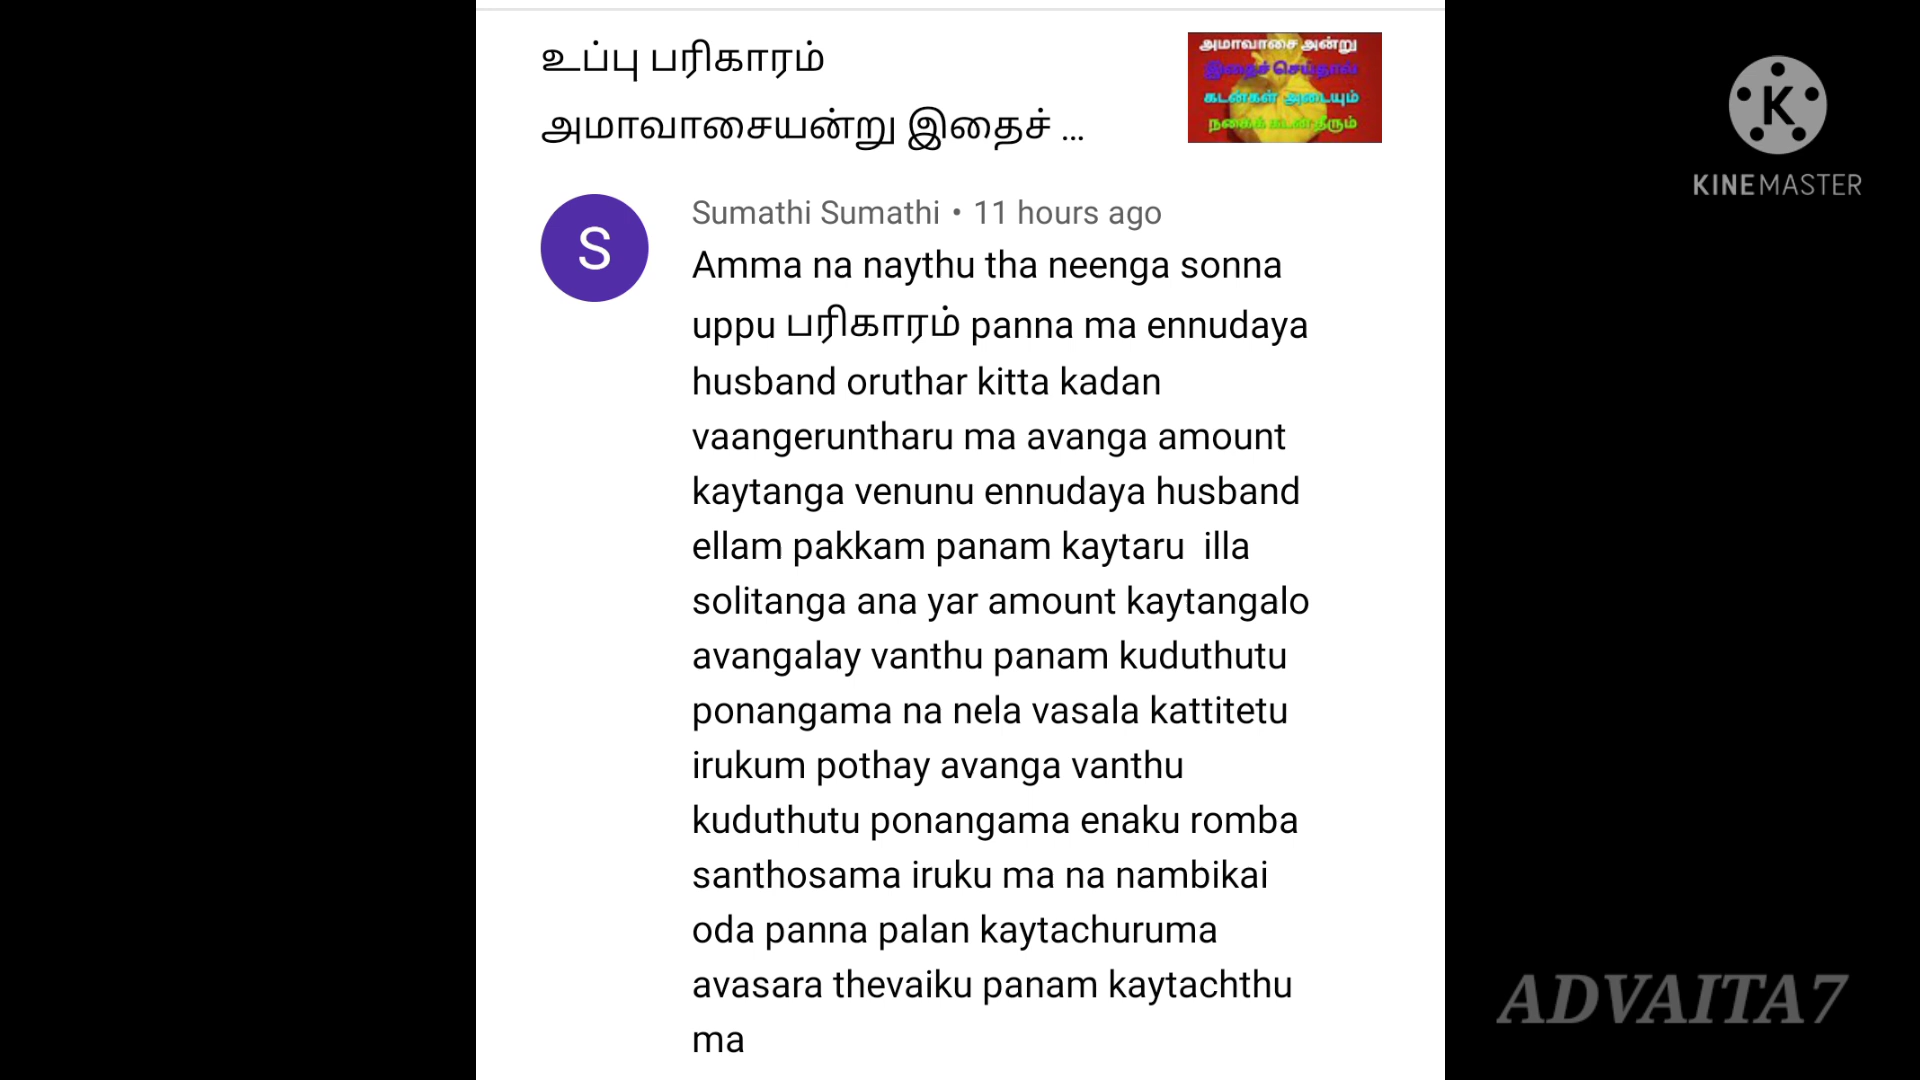 உப்பு பரிகாரம்
அமாவாசையன்று இதைச் ...
அமாவாசை அன்று
இதைச் செய்தால்
கடன்கள் அடையும்
நகைக் கடன் தீரும்
K
KINEMASTER
S
Sumathi Sumathi • 11 hours ago
Amma na naythu tha neenga sonna
uppu பரிகாரம் panna ma ennudaya
husband oruthar kitta kadan
vaangeruntharu ma avanga amount
kaytanga venunu ennudaya husband
ellam pakkam panam kaytaru  illa
solitanga ana yar amount kaytangalo
avangalay vanthu panam kuduthutu
ponangama na nela vasala kattitetu
irukum pothay avanga vanthu
kuduthutu ponangama enaku romba
santhosama iruku ma na nambikai
oda panna palan kaytachuruma
avasara thevaiku panam kaytachthu
ma
ADVAITA7